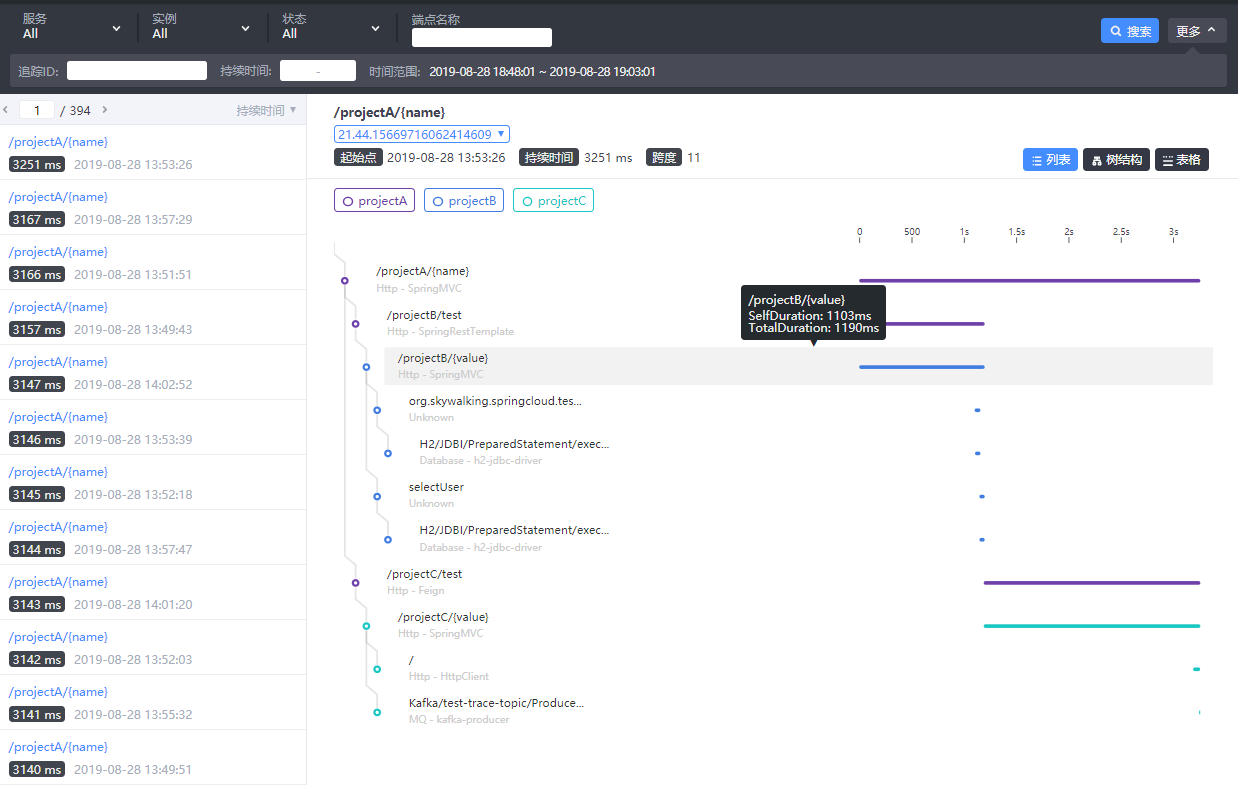 服务 实例 状态 端点名称
All All All
搜索 更多
追踪ID: 持续时间: - 时间范围: 2019-08-28 18:48:01 ~ 2019-08-28 19:03:01
1 / 394 持续时间
/projectA/{name}
3251 ms 2019-08-28 13:53:26
/projectA/{name}
3167 ms 2019-08-28 13:57:29
/projectA/{name}
3166 ms 2019-08-28 13:51:51
/projectA/{name}
3157 ms 2019-08-28 13:49:43
/projectA/{name}
3147 ms 2019-08-28 14:02:52
/projectA/{name}
3146 ms 2019-08-28 13:53:39
/projectA/{name}
3145 ms 2019-08-28 13:52:18
/projectA/{name}
3144 ms 2019-08-28 13:57:47
/projectA/{name}
3143 ms 2019-08-28 14:01:20
/projectA/{name}
3142 ms 2019-08-28 13:52:03
/projectA/{name}
3141 ms 2019-08-28 13:55:32
/projectA/{name}
3140 ms 2019-08-28 13:49:51
/projectA/{name}
21.44.15669716062414609
起始点 2019-08-28 13:53:26 持续时间 3251 ms 跨度 11
列表 树结构 表格
projectA projectB projectC
0 500 1s 1.5s 2s 2.5s 3s
/projectA/{name}
Http - SpringMVC
/projectB/test
Http - SpringRestTemplate
/projectB/{value}
SelfDuration: 1103ms
TotalDuration: 1190ms
/projectB/{value}
Http - SpringMVC
org.skywalking.springcloud.tes...
Unknown
H2/JDBI/PreparedStatement/exec...
Database - h2-jdbc-driver
selectUser
Unknown
H2/JDBI/PreparedStatement/exec...
Database - h2-jdbc-driver
/projectC/test
Http - Feign
/projectC/{value}
Http - SpringMVC
/
Http - HttpClient
Kafka/test-trace-topic/Produce...
MQ - kafka-producer